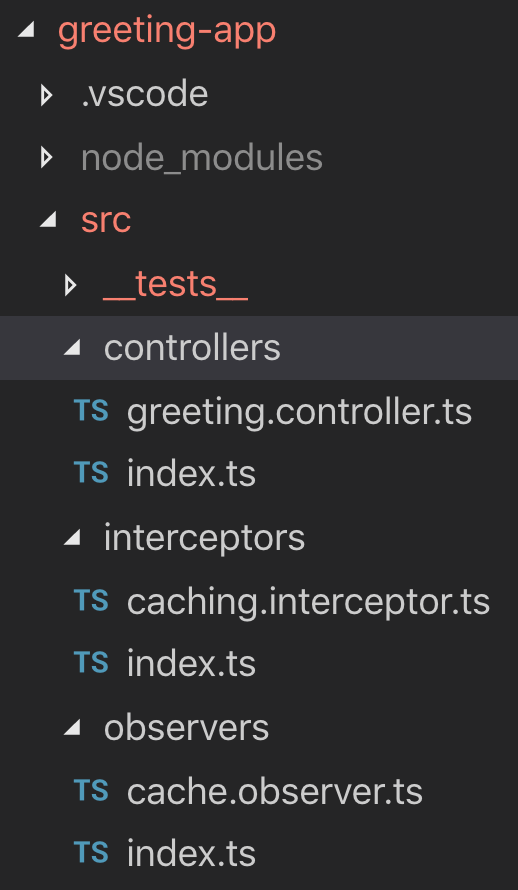 greeting-app
.vscode
node_modules
src
__tests__
controllers
TS greeting.controller.ts
TS index.ts
interceptors
TS caching.interceptor.ts
TS index.ts
observers
TS cache.observer.ts
TS index.ts